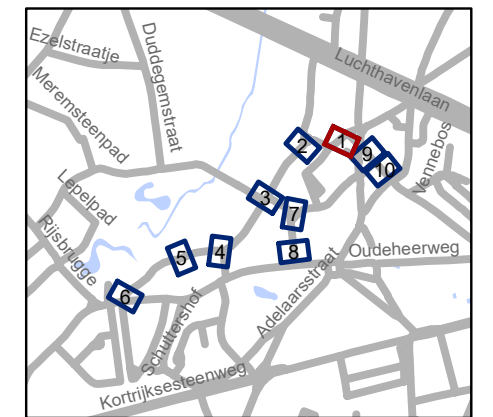 Ezelstraatje
Duddegemstraat
Luchthavenlaan
Meremsteenpad
Vennebos
1
2
9
10
3
7
Lepelpad
Rijsbrugge
4
5
8
Oudeheerweg
6
Adelaarsstraat
Schuttershof
Kortrijksesteenweg